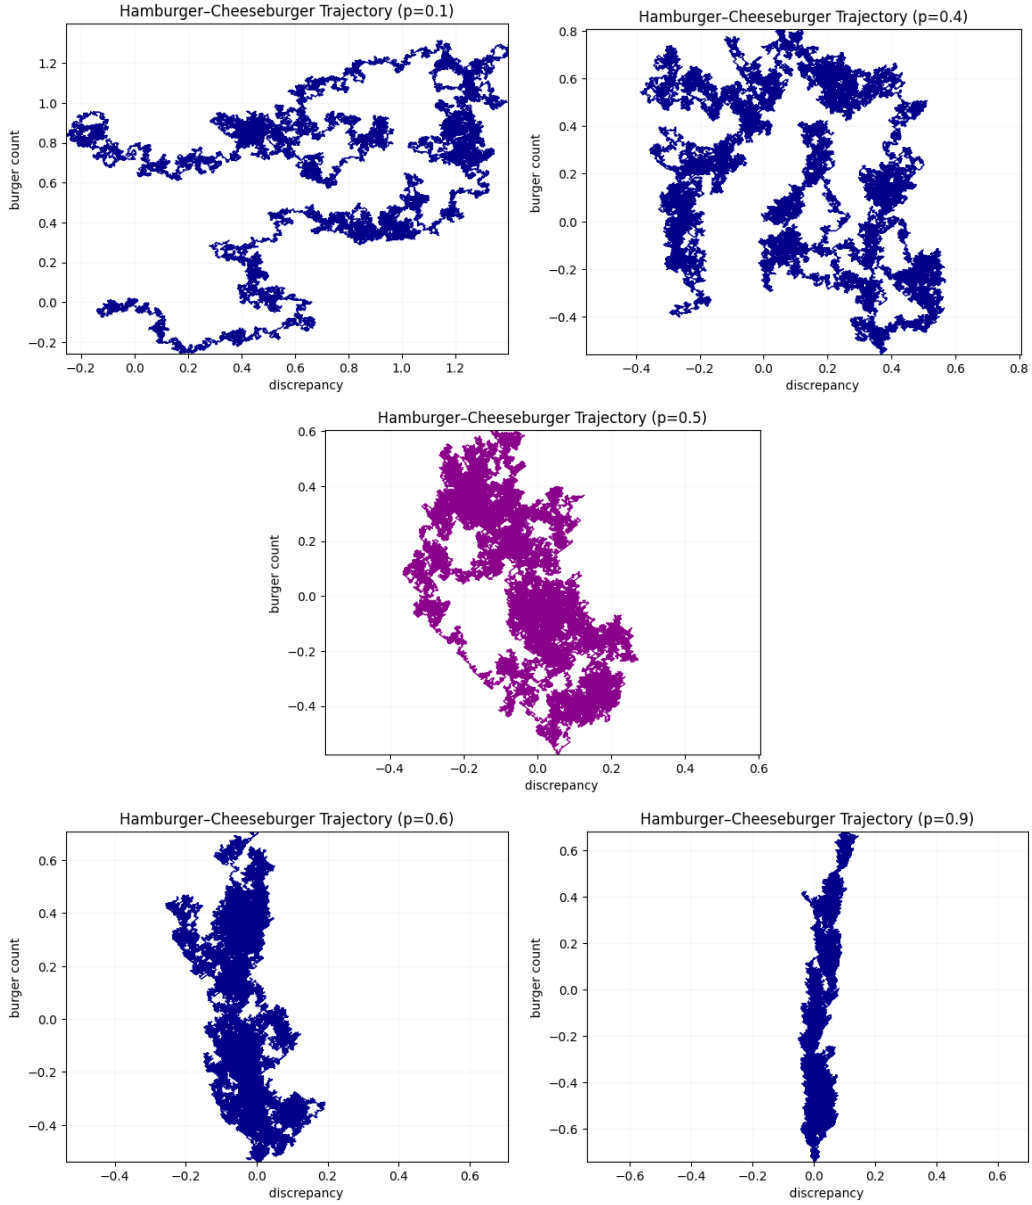 Hamburger–Cheeseburger Trajectory (p=0.1)
burger count
1.2
1.0
0.8
0.6
0.4
0.2
0.0
−0.2
−0.2 0.0 0.2 0.4 0.6 0.8 1.0 1.2
discrepancy
Hamburger–Cheeseburger Trajectory (p=0.4)
burger count
0.8
0.6
0.4
0.2
0.0
−0.2
−0.4
−0.4 −0.2 0.0 0.2 0.4 0.6 0.8
discrepancy
Hamburger–Cheeseburger Trajectory (p=0.5)
burger count
0.6
0.4
0.2
0.0
−0.2
−0.4
−0.4 −0.2 0.0 0.2 0.4 0.6
discrepancy
Hamburger–Cheeseburger Trajectory (p=0.6)
burger count
0.6
0.4
0.2
0.0
−0.2
−0.4
−0.4 −0.2 0.0 0.2 0.4 0.6
discrepancy
Hamburger–Cheeseburger Trajectory (p=0.9)
burger count
0.6
0.4
0.2
0.0
−0.2
−0.4
−0.6
−0.6 −0.4 −0.2 0.0 0.2 0.4 0.6
discrepancy